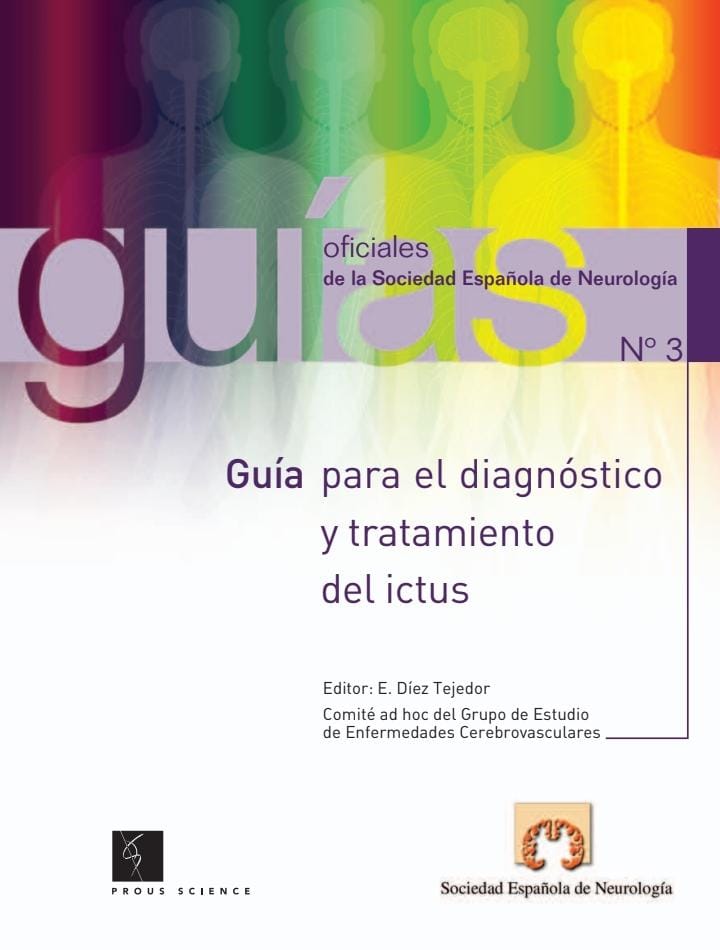 guías
oficiales
de la Sociedad Española de Neurología
Nº 3
Guía para el diagnóstico
y tratamiento
del ictus
Editor: E. Díez Tejedor
Comité ad hoc del Grupo de Estudio
de Enfermedades Cerebrovasculares
PROUS SCIENCE
Sociedad Española de Neurología